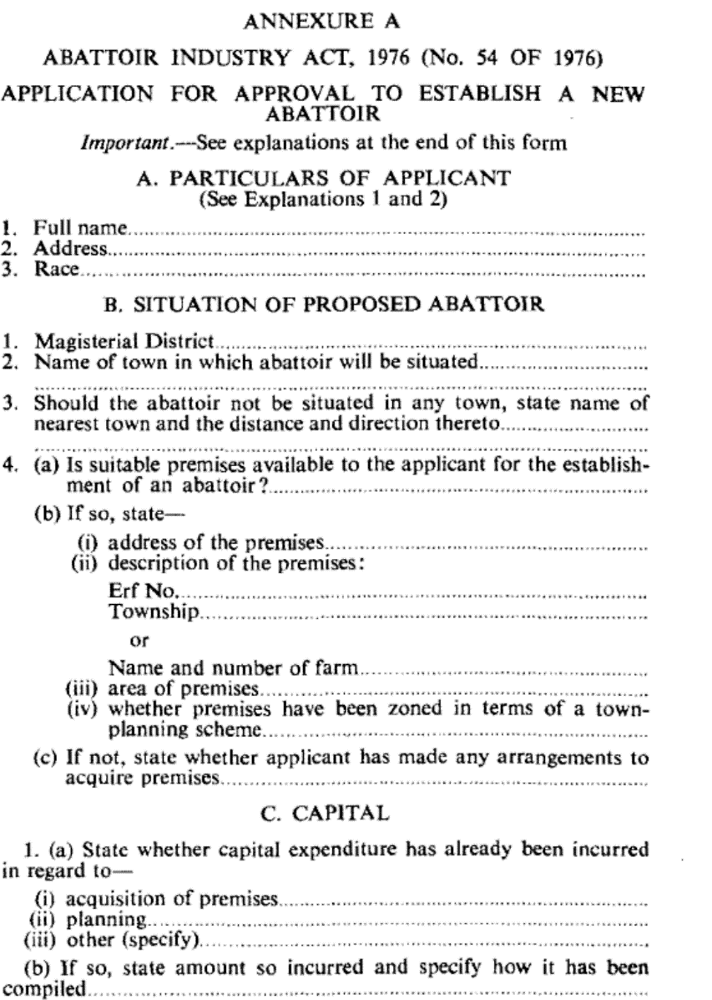 ANNEXURE A
ABATTOIR INDUSTRY ACT, 1976 (No. 54 OF 1976)
APPLICATION FOR APPROVAL TO ESTABLISH A NEW
ABATTOIR
Important.—See explanations at the end of this form
A. PARTICULARS OF APPLICANT
(See Explanations 1 and 2)
1. Full name
2. Address
3. Race
B. SITUATION OF PROPOSED ABATTOIR
1. Magisterial District
2. Name of town in which abattoir will be situated
3. Should the abattoir not be situated in any town, state name of
nearest town and the distance and direction thereto
4. (a) Is suitable premises available to the applicant for the establish-
ment of an abattoir?
(b) If so, state—
(i) address of the premises
(ii) description of the premises:
Erf No.
Township
or
Name and number of farm
(iii) area of premises
(iv) whether premises have been zoned in terms of a town-
planning scheme
(c) If not, state whether applicant has made any arrangements to
acquire premises
C. CAPITAL
1. (a) State whether capital expenditure has already been incurred
in regard to—
(i) acquisition of premises
(ii) planning
(iii) other (specify)
(b) If so, state amount so incurred and specify how it has been
compiled